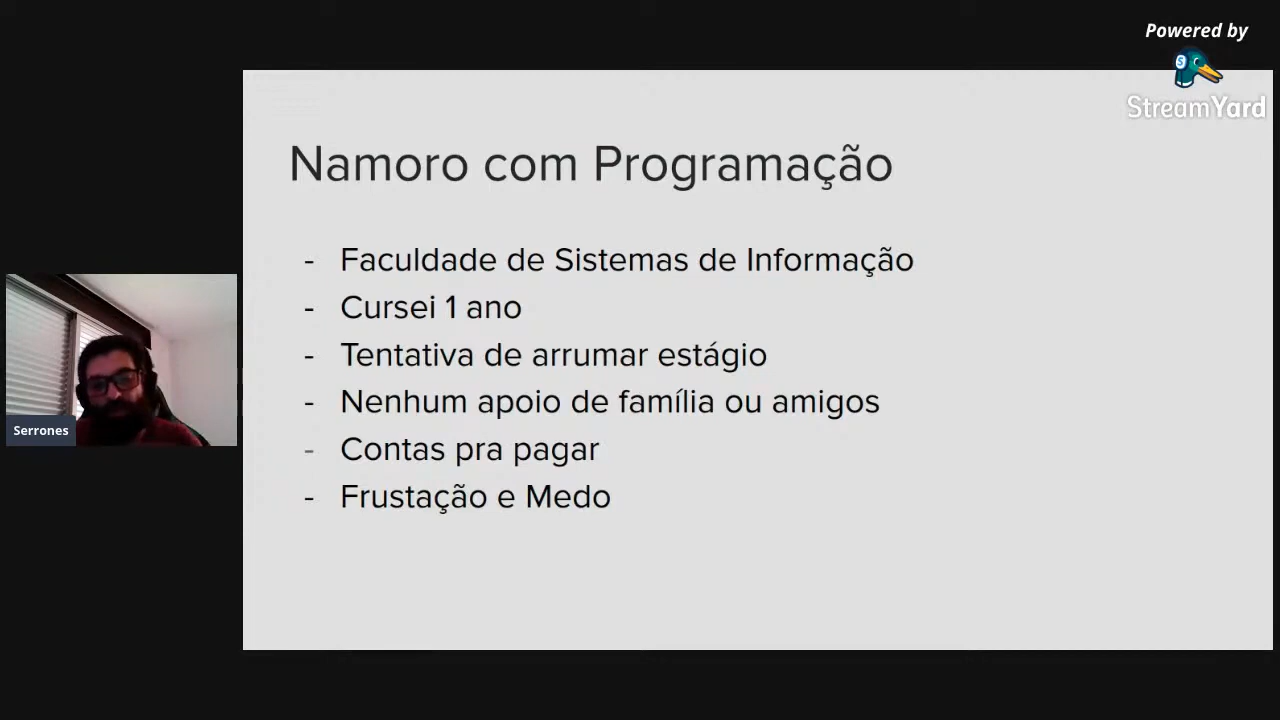 Powered by
StreamYard
Namoro com Programação
- Faculdade de Sistemas de Informação
- Cursei 1 ano
- Tentativa de arrumar estágio
- Nenhum apoio de família ou amigos
- Contas pra pagar
- Frustação e Medo
Serrones